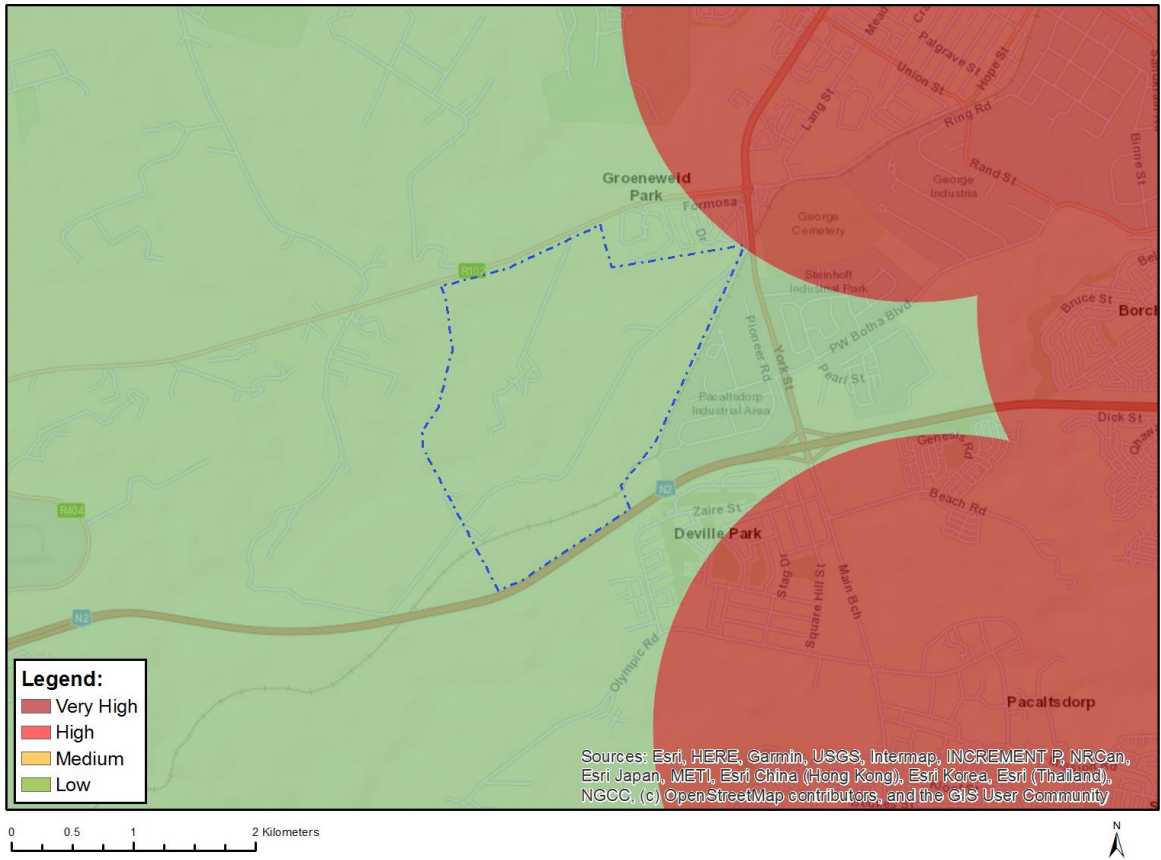 Mead
Cra
Palgrave St
Hope St
Union St
Lang St
Ring Rd
Binne St
Rand St
George
Industria
Groeneweid
Park
Formosa
Dr
George
Cemetery
R102
Steinhoff
Industrial Park
Bel
Bruce St
Borch
PW Botha Blvd
Pioneer Rd
York St
Pearl St
Pacaltsdorp
Industrial Area
Dick St
Genesis Rd
N2
Beach Rd
R404
Zaire St
Deville Park
Stag Dr
Square Hill St
Main Bch
N2
Olympic Rd
Pacaltsdorp
Legend:
Very High
High
Medium
Low
Sources: Esri, HERE, Garmin, USGS, Intermap, INCREMENT P, NRCan,
Esri Japan, METI, Esri China (Hong Kong), Esri Korea, Esri (Thailand),
NGCC, (c) OpenStreetMap contributors, and the GIS User Community
0 0.5 1 2 Kilometers
N